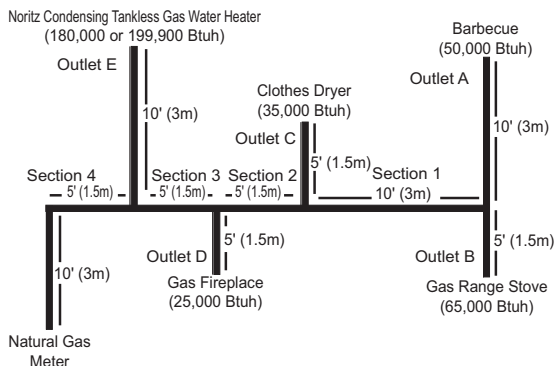 Noritz Condensing Tankless Gas Water Heater
(180,000 or 199,900 Btuh)
Outlet E
10' (3m)
Barbecue
(50,000 Btuh)
Outlet A
10' (3m)
Clothes Dryer
(35,000 Btuh)
Outlet C
5' (1.5m)
Section 4
5' (1.5m)
Section 3
5' (1.5m)
Section 2
5' (1.5m)
Section 1
10' (3m)
10' (3m)
Natural Gas
Meter
Outlet D
5' (1.5m)
Gas Fireplace
(25,000 Btuh)
Outlet B
5' (1.5m)
Gas Range Stove
(65,000 Btuh)